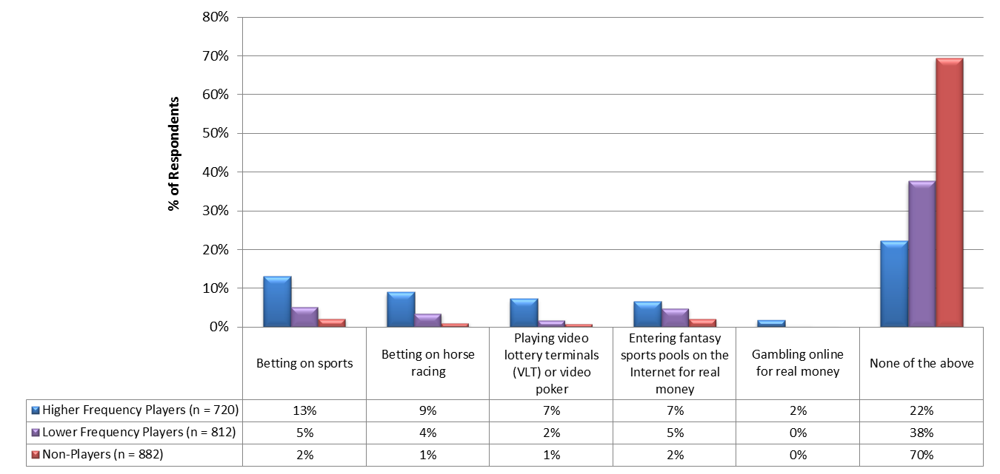 80%
70%
60%
50%
40%
30%
20%
10%
0%
% of Respondents
Betting on sports
Betting on horse
racing
Playing video
lottery terminals
(VLT) or video
poker
Entering fantasy
sports pools on the
Internet for real
money
Gambling online
for real money
None of the above
Higher Frequency Players (n = 720) 13% 9% 7% 7% 2% 22%
Lower Frequency Players (n = 812) 5% 4% 2% 5% 0% 38%
Non-Players (n = 882) 2% 1% 1% 2% 0% 70%